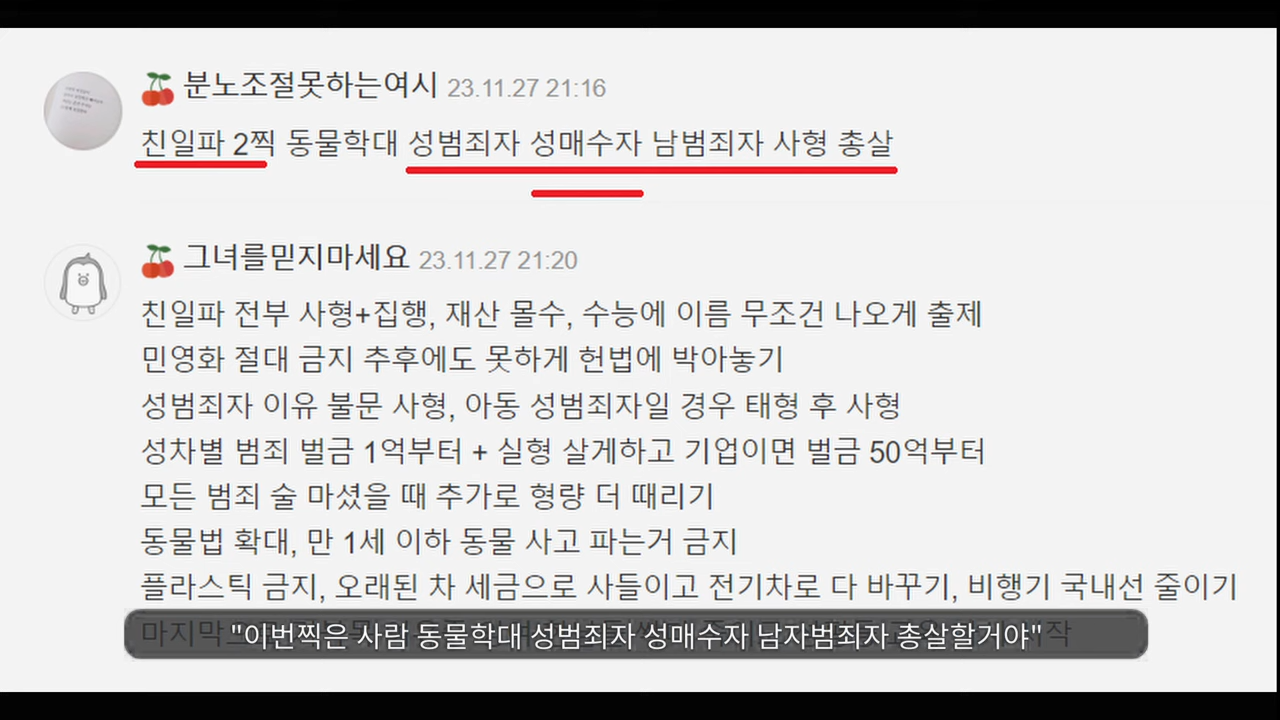 분노조절못하는여시 23.11.27 21:16
친일파 2찍 동물학대 성범죄자 성매수자 남범죄자 사형 총살
그녀를믿지마세요 23.11.27 21:20
친일파 전부 사형+집행, 재산 몰수, 수능에 이름 무조건 나오게 출제
민영화 절대 금지 추후에도 못하게 헌법에 박아놓기
성범죄자 이유 불문 사형, 아동 성범죄자일 경우 태형 후 사형
성차별 범죄 벌금 1억부터 + 실형 살게하고 기업이면 벌금 50억부터
모든 범죄 술 마셨을 때 추가로 형량 더 때리기
동물법 확대, 만 1세 이하 동물 사고 파는거 금지
플라스틱 금지, 오래된 차 세금으로 사들이고 전기차로 다 바꾸기, 비행기 국내선 줄이기
마지막
"이번찍은 사람 동물학대 성범죄자 성매수자 남자범죄자 총살할거야"